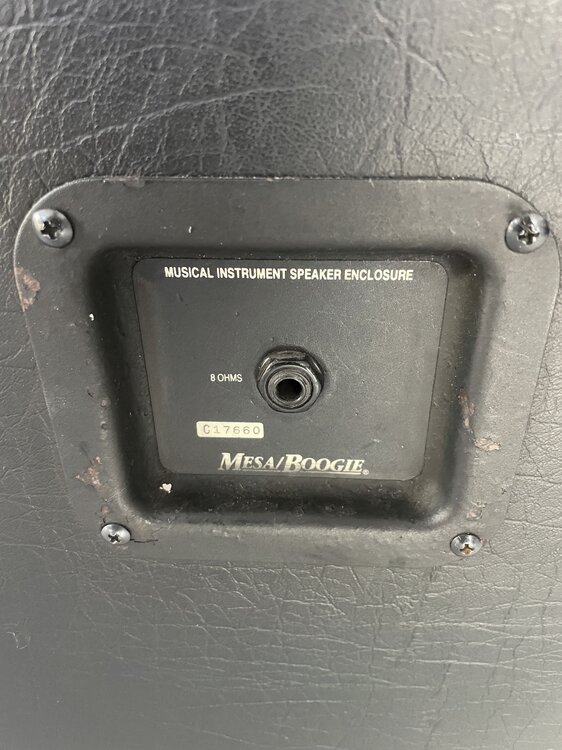 MUSICAL INSTRUMENT SPEAKER ENCLOSURE
8 OHMS
C17660
MESA/BOOGIE®